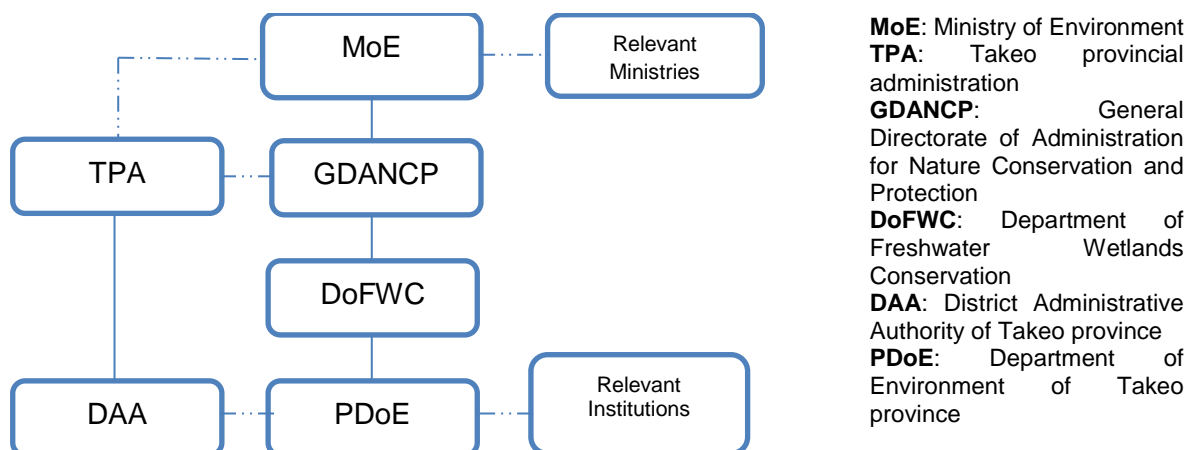 MoE
Relevant
Ministries
TPA
GDANCP
DoFWC
DAA
PDoE
Relevant
Institutions
MoE: Ministry of Environment
TPA: Takeo provincial
administration
GDANCP: General
Directorate of Administration
for Nature Conservation and
Protection
DoFWC: Department of
Freshwater Wetlands
Conservation
DAA: District Administrative
Authority of Takeo province
PDoE: Department of
Environment of Takeo
province